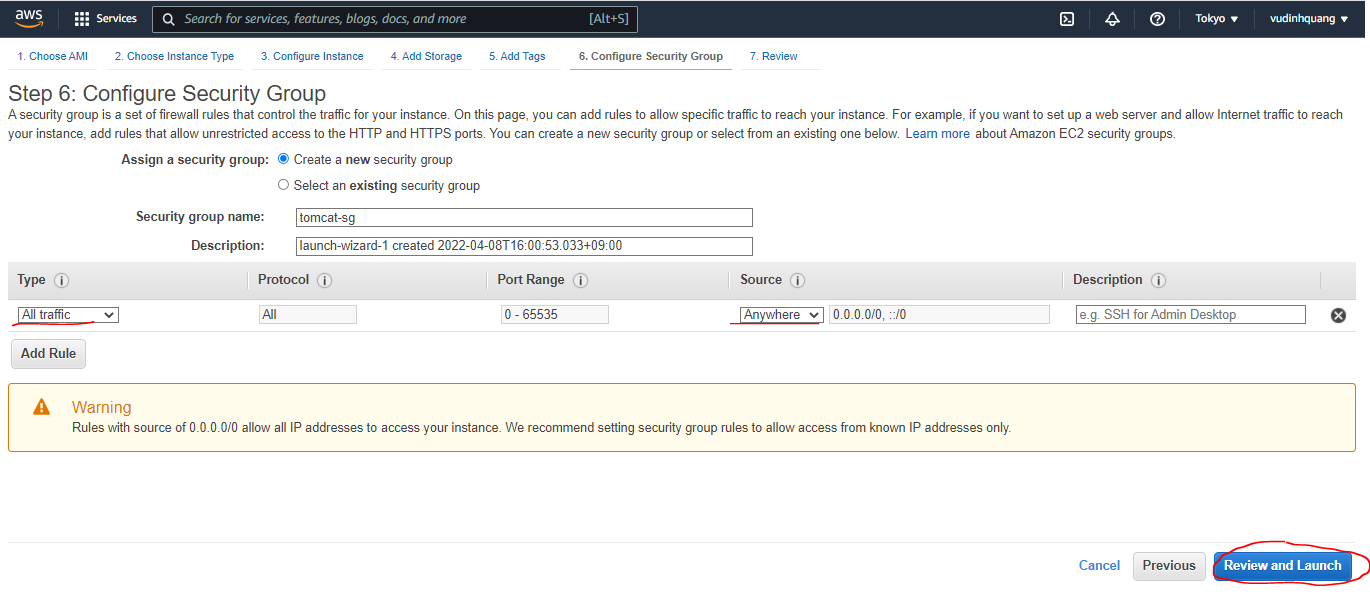 aws Services Search for services, features, blogs, docs, and more [Alt+S] Tokyo vudinhquang
1. Choose AMI 2. Choose Instance Type 3. Configure Instance 4. Add Storage 5. Add Tags 6. Configure Security Group 7. Review
Step 6: Configure Security Group
A security group is a set of firewall rules that control the traffic for your instance. On this page, you can add rules to allow specific traffic to reach your instance. For example, if you want to set up a web server and allow Internet traffic to reach
your instance, add rules that allow unrestricted access to the HTTP and HTTPS ports. You can create a new security group or select from an existing one below. Learn more about Amazon EC2 security groups.
Assign a security group: Create a new security group
Select an existing security group
Security group name: tomcat-sg
Description: launch-wizard-1 created 2022-04-08T16:00:53.033+09:00
Type i Protocol i Port Range i Source i Description i
All traffic All 0 - 65535 Anywhere 0.0.0.0/0, ::/0 e.g. SSH for Admin Desktop
Add Rule
Warning
Rules with source of 0.0.0.0/0 allow all IP addresses to access your instance. We recommend setting security group rules to allow access from known IP addresses only.
Cancel Previous Review and Launch